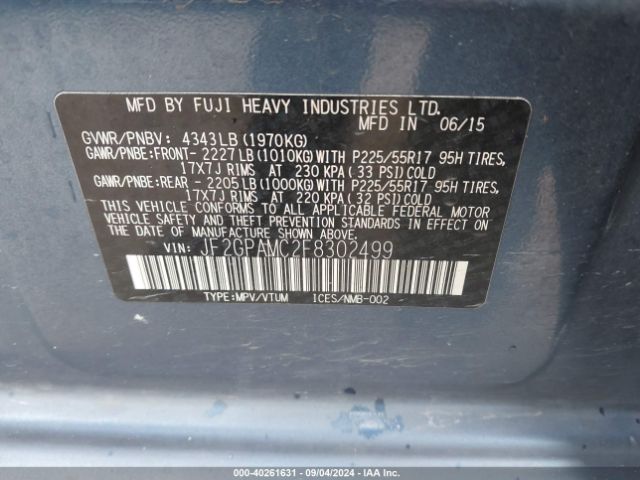 MFD BY FUJI HEAVY INDUSTRIES LTD.
MFD IN 06/15
GVWR/PNBV: 4343LB(1970KG)
GAWR/PNBE:FRONT- 2227LB(1010KG)WITH P225/55R17 95H TIRES,
17X7J RIMS AT 230 KPA(33 PSI)COLD
GAWR/PNBE:REAR - 2205LB(1000KG)WITH P225/55R17 95H TIRES,
17X7J RIMS AT 220 KPA(32 PSI)COLD
THIS VEHICLE CONFORMS TO ALL APPLICABLE FEDERAL MOTOR
VEHICLE SAFETY AND THEFT PREVENTION STANDARDS IN EFFECT ON
THE DATE OF MANUFACTURE SHOWN ABOVE.
VIN: JF2GPAMC2F8302499
TYPE:MPV/VTUM ICES/NMB-002
000-40261631 - 09/04/2024 - IAA Inc.